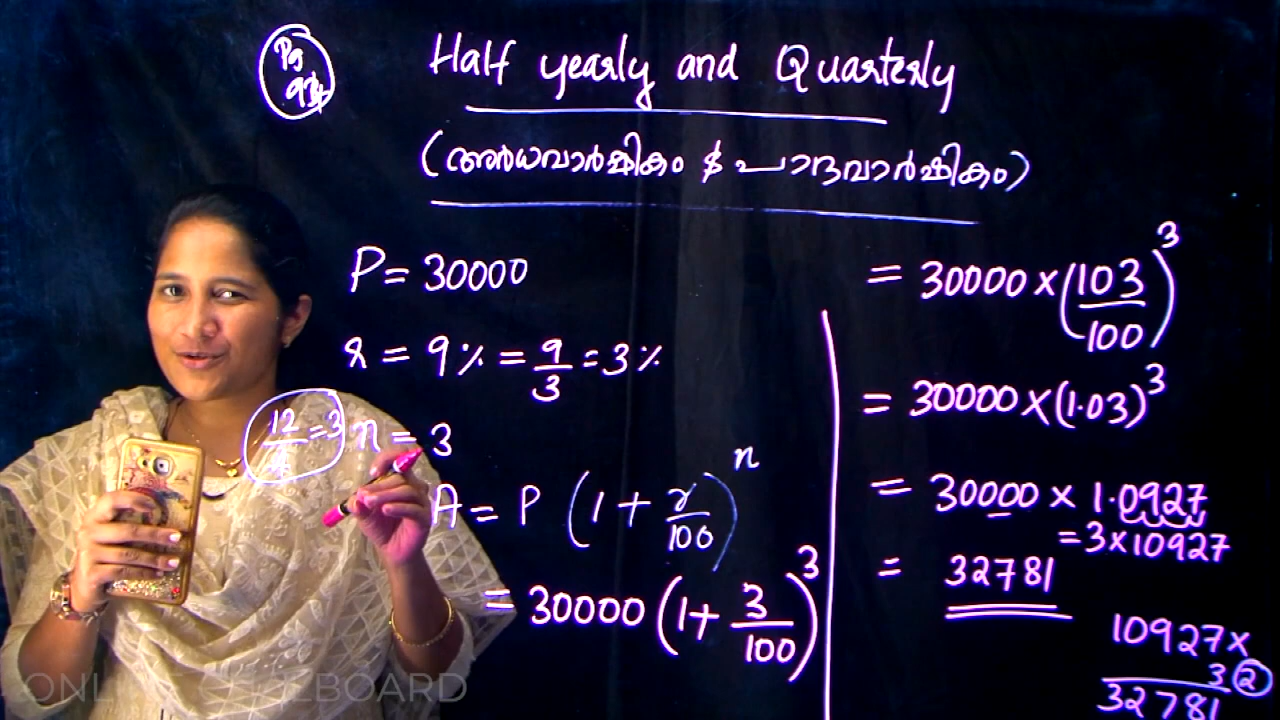 Pg
93
Half yearly and Quarterly
(അർധവാർഷികം & പാദവാർഷികം)
P = 30000
r = 9% = 9/3 = 3%
12/4 = 3
n = 3
A = P (1 + r/100)^n
= 30000 (1 + 3/100)^3
= 30000 × (103/100)^3
= 30000 × (1.03)^3
= 30000 × 1.0927
= 3 × 10927
= 32781
10927 ×
3 2
32781
ONLINE